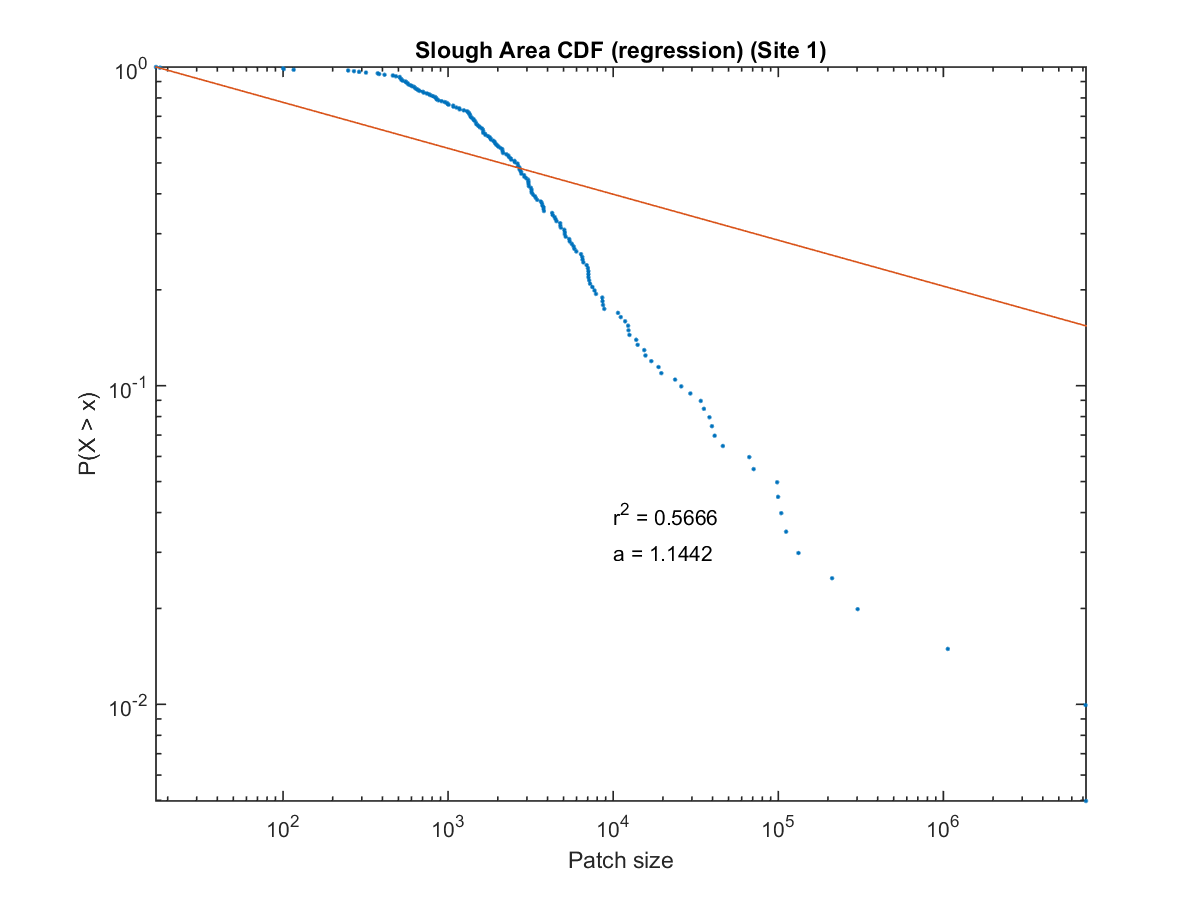 Slough Area CDF (regression) (Site 1)
10^0
10^-1
10^-2
P(X > x)
r^2 = 0.5666
a = 1.1442
10^2 10^3 10^4 10^5 10^6
Patch size